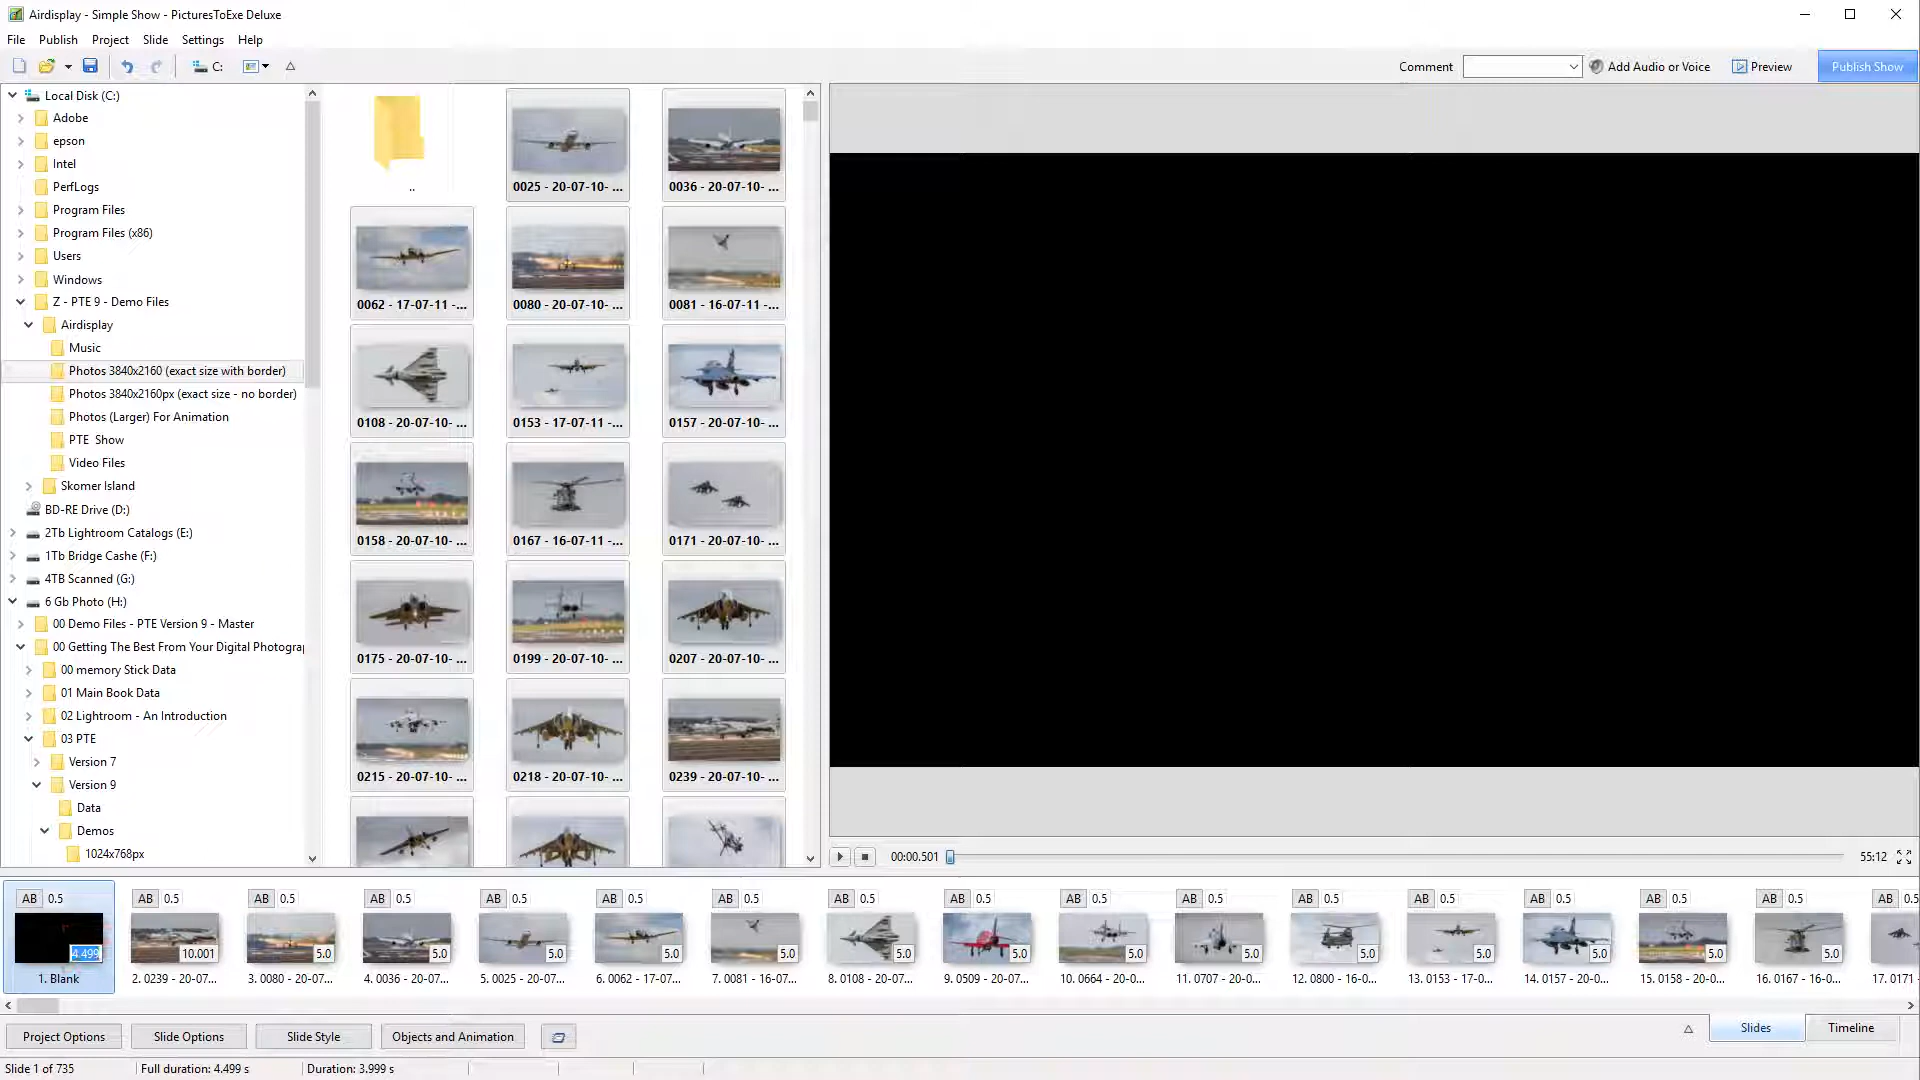 Airdisplay - Simple Show - PicturesToExe Deluxe
File Publish Project Slide Settings Help
C:
Comment
Add Audio or Voice
Preview
Publish Show
Local Disk (C:)
Adobe
epson
Intel
PerfLogs
Program Files
Program Files (x86)
Users
Windows
Z - PTE 9 - Demo Files
Airdisplay
Music
Photos 3840x2160 (exact size with border)
Photos 3840x2160px (exact size - no border)
Photos (Larger) For Animation
PTE Show
Video Files
Skomer Island
BD-RE Drive (D:)
2Tb Lightroom Catalogs (E:)
1Tb Bridge Cashe (F:)
4TB Scanned (G:)
6 Gb Photo (H:)
00 Demo Files - PTE Version 9 - Master
00 Getting The Best From Your Digital Photogra
00 memory Stick Data
01 Main Book Data
02 Lightroom - An Introduction
03 PTE
Version 7
Version 9
Data
Demos
1024x768px
..
0025 - 20-07-10- ...
0036 - 20-07-10- ...
0062 - 17-07-11 -...
0080 - 20-07-10- ...
0081 - 16-07-11 -...
0108 - 20-07-10- ...
0153 - 17-07-11 -...
0157 - 20-07-10- ...
0158 - 20-07-10- ...
0167 - 16-07-11 -...
0171 - 20-07-10- ...
0175 - 20-07-10- ...
0199 - 20-07-10- ...
0207 - 20-07-10- ...
0215 - 20-07-10- ...
0218 - 20-07-10- ...
0239 - 20-07-10- ...
00:00.501
55:12
AB 0.5 AB 0.5 AB 0.5 AB 0.5 AB 0.5 AB 0.5 AB 0.5 AB 0.5 AB 0.5 AB 0.5 AB 0.5 AB 0.5 AB 0.5 AB 0.5 AB 0.5 AB 0.5 AB 0.5
4.499 10.001 5.0 5.0 5.0 5.0 5.0 5.0 5.0 5.0 5.0 5.0 5.0 5.0 5.0 5.0
1. Blank 2. 0239 - 20-07... 3. 0080 - 20-07... 4. 0036 - 20-07... 5. 0025 - 20-07... 6. 0062 - 17-07... 7. 0081 - 16-07... 8. 0108 - 20-07... 9. 0509 - 20-07... 10. 0664 - 20-0... 11. 0707 - 20-0... 12. 0800 - 16-0... 13. 0153 - 17-0... 14. 0157 - 20-0... 15. 0158 - 20-0... 16. 0167 - 16-0... 17. 0171
Project Options
Slide Options
Slide Style
Objects and Animation
Slides
Timeline
Slide 1 of 735
Full duration: 4.499 s
Duration: 3.999 s